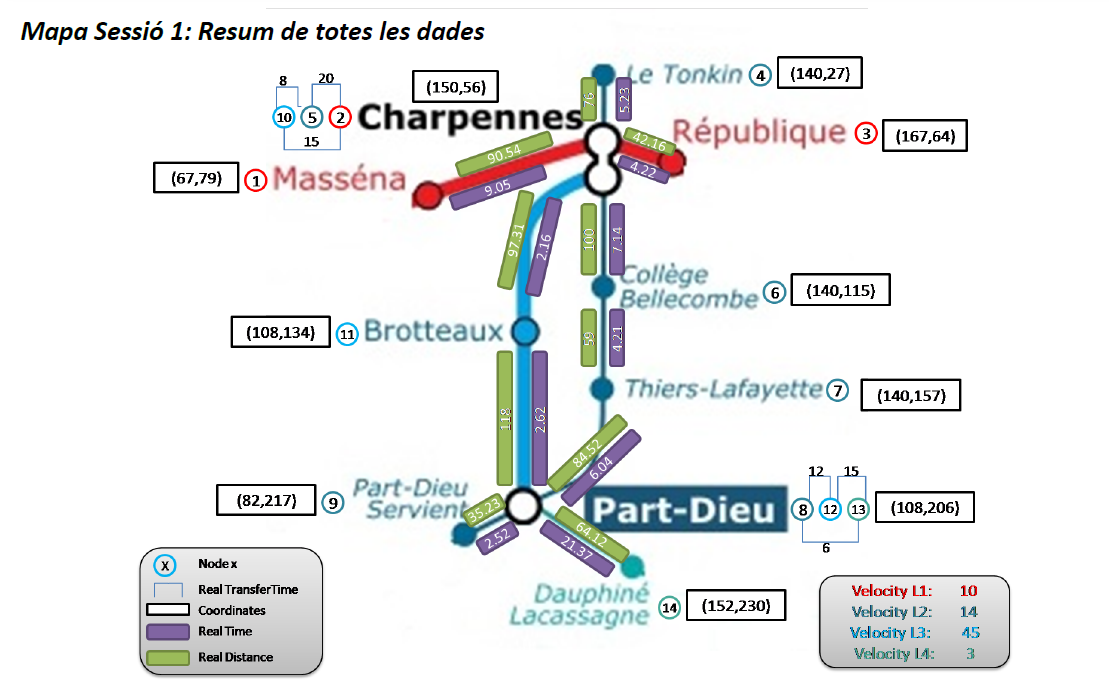 Mapa Sessió 1: Resum de totes les dades
Le Tonkin 4 (140,27)
(150,56)
8 20
10 5 2 Charpennes
15
76 5.23
République 3 (167,64)
42.16
4.22
(67,79) 1 Masséna
90.54
9.05
97.31
2.16
100 7.14
Collège
Bellecombe 6 (140,115)
(108,134) 11 Brotteaux
59 4.21
Thiers-Lafayette 7 (140,157)
118 2.62
84.52
6.04
(82,217) 9 Part-Dieu
Servient
35.23
2.52
Part-Dieu
12 15
8 12 13 (108,206)
6
64.12
21.37
Dauphiné
Lacassagne 14 (152,230)
X Node x
Real TransferTime
Coordinates
Real Time
Real Distance
Velocity L1: 10
Velocity L2: 14
Velocity L3: 45
Velocity L4: 3